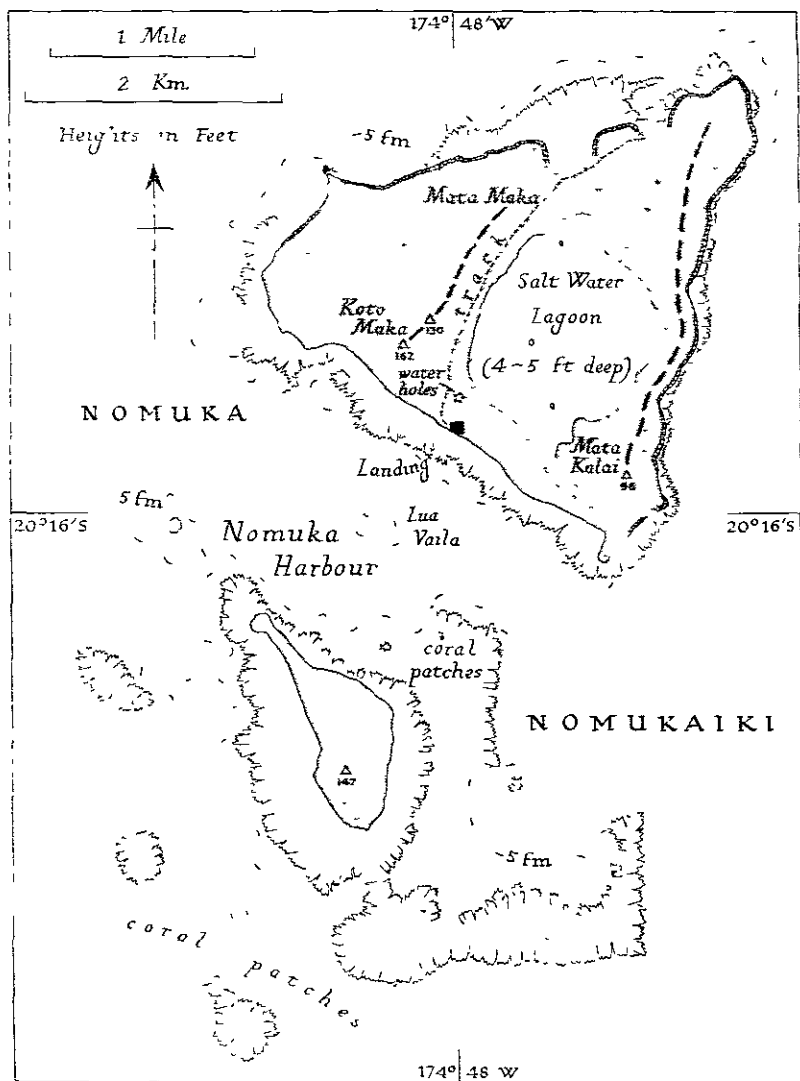 174° 48' W
1 Mile
2 Km.
Heights in Feet
5 fm
Mata Maka
track
Salt Water
Lagoon
(4-5 ft deep)
Koto
Maka
162
water
holes
NOMUKA
Landing
Mata
Kalai
5 fm
20°16'S
20°16'S
Lua
Vaila
Nomuka
Harbour
coral
patches
NOMUKAIKI
147
5 fm
coral patches
174° 48 W